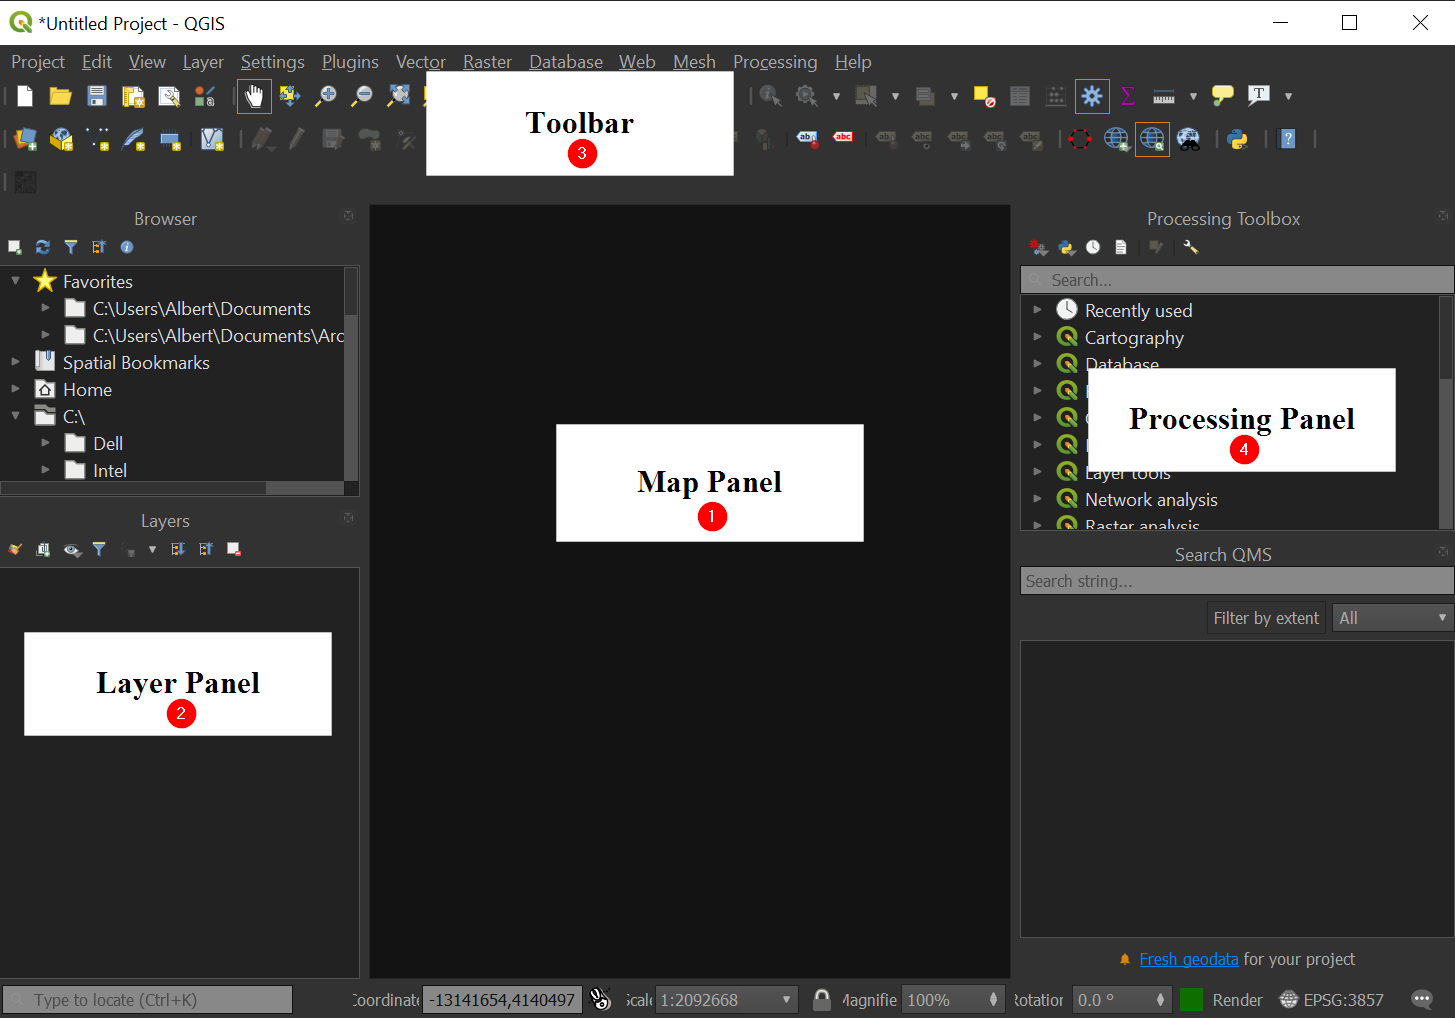 *Untitled Project - QGIS
Project Edit View Layer Settings Plugins Vector Raster Database Web Mesh Processing Help
Toolbar
3
Browser
Favorites
C:\Users\Albert\Documents
C:\Users\Albert\Documents\Arc
Spatial Bookmarks
Home
C:\
Dell
Intel
Layers
Layer Panel
2
Map Panel
1
Processing Toolbox
Search...
Recently used
Cartography
Database
Processing Panel
4
Layer tools
Network analysis
Raster analysis
Search QMS
Search string...
Filter by extent All
Fresh geodata for your project
Type to locate (Ctrl+K) Coordinate -13141654,4140497 Scale 1:2092668 Magnifie 100% Rotation 0.0 ° Render EPSG:3857